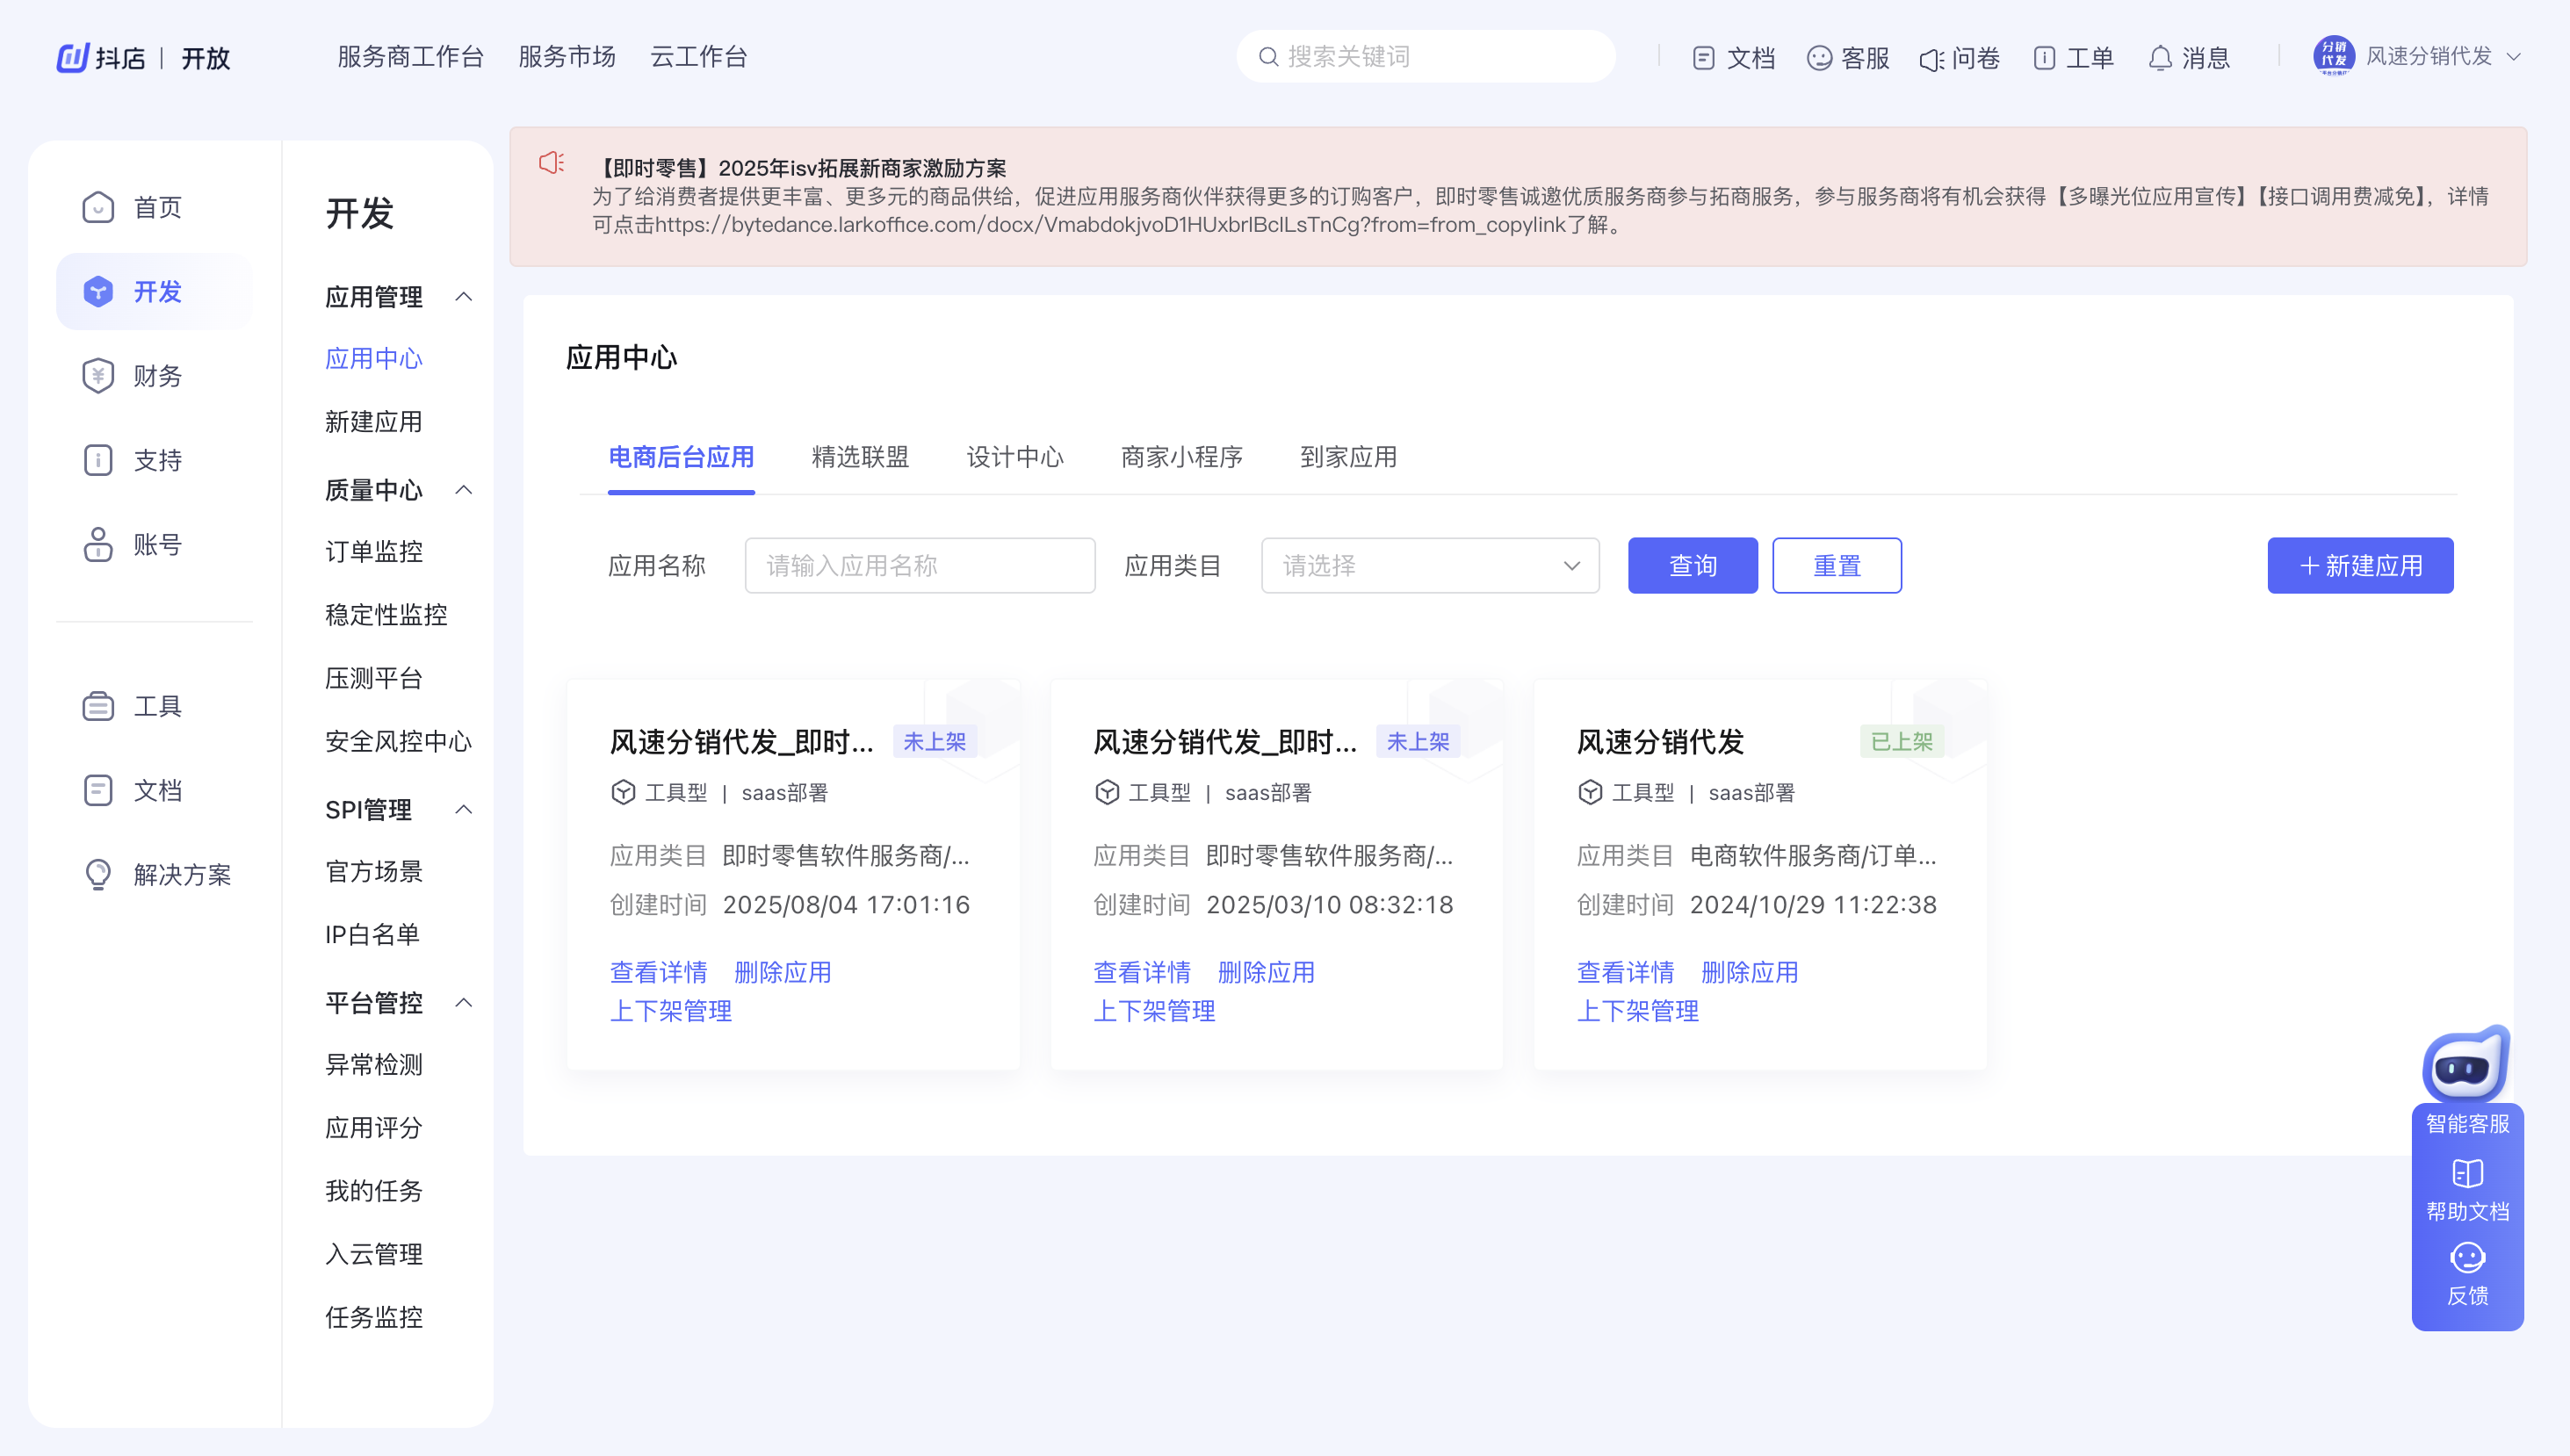 抖店 | 开放
服务商工作台 服务市场 云工作台
搜索关键词
文档 客服 问卷 工单 消息
分销
代发
风速分销代发
首页
开发
财务
支持
账号
工具
文档
解决方案
开发
应用管理
应用中心
新建应用
质量中心
订单监控
稳定性监控
压测平台
安全风控中心
SPI管理
官方场景
IP白名单
平台管控
异常检测
应用评分
我的任务
入云管理
任务监控
【即时零售】2025年isv拓展新商家激励方案
为了给消费者提供更丰富、更多元的商品供给，促进应用服务商伙伴获得更多的订购客户，即时零售诚邀优质服务商参与拓商服务，参与服务商将有机会获得【多曝光位应用宣传】【接口调用费减免】，详情
可点击https://bytedance.larkoffice.com/docx/VmabdokjvoD1HUxbrIBclLsTnCg?from=from_copylink了解。
应用中心
电商后台应用 精选联盟 设计中心 商家小程序 到家应用
应用名称 请输入应用名称 应用类目 请选择 查询 重置 新建应用
风速分销代发_即时... 未上架
工具型 | saas部署
应用类目 即时零售软件服务商/...
创建时间 2025/08/04 17:01:16
查看详情 删除应用
上下架管理
风速分销代发_即时... 未上架
工具型 | saas部署
应用类目 即时零售软件服务商/...
创建时间 2025/03/10 08:32:18
查看详情 删除应用
上下架管理
风速分销代发 已上架
工具型 | saas部署
应用类目 电商软件服务商/订单...
创建时间 2024/10/29 11:22:38
查看详情 删除应用
上下架管理
智能客服
帮助文档
反馈